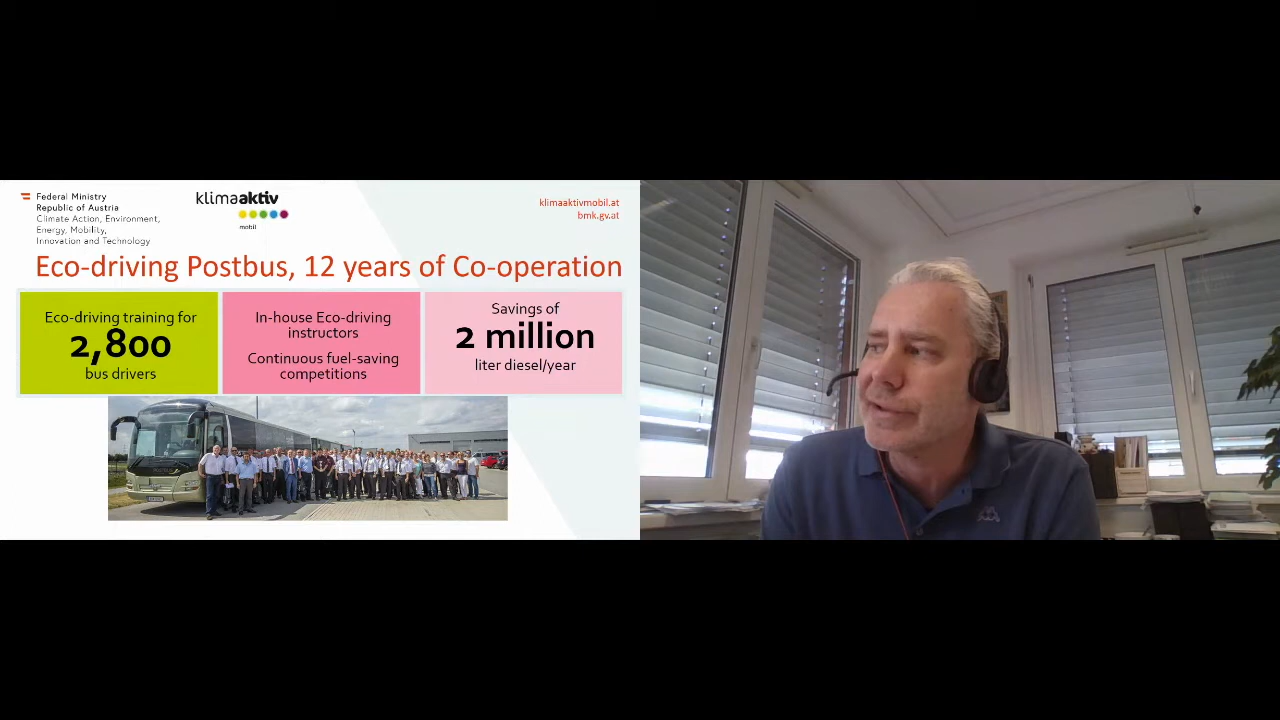 Federal Ministry
Republic of Austria
Climate Action, Environment,
Energy, Mobility,
Innovation and Technology
klimaaktiv
mobil
klimaaktivmobil.at
bmk.gv.at
Eco-driving Postbus, 12 years of Co-operation
Eco-driving training for
2,800
bus drivers
In-house Eco-driving
instructors
Continuous fuel-saving
competitions
Savings of
2 million
liter diesel/year